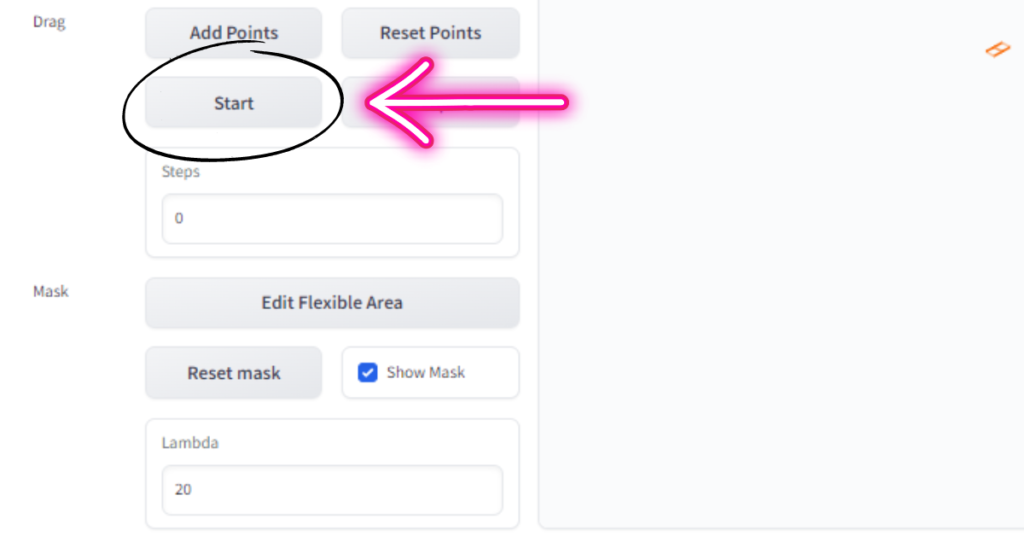 Drag
Add Points
Reset Points
Start
Steps
0
Mask
Edit Flexible Area
Reset mask
Show Mask
Lambda
20